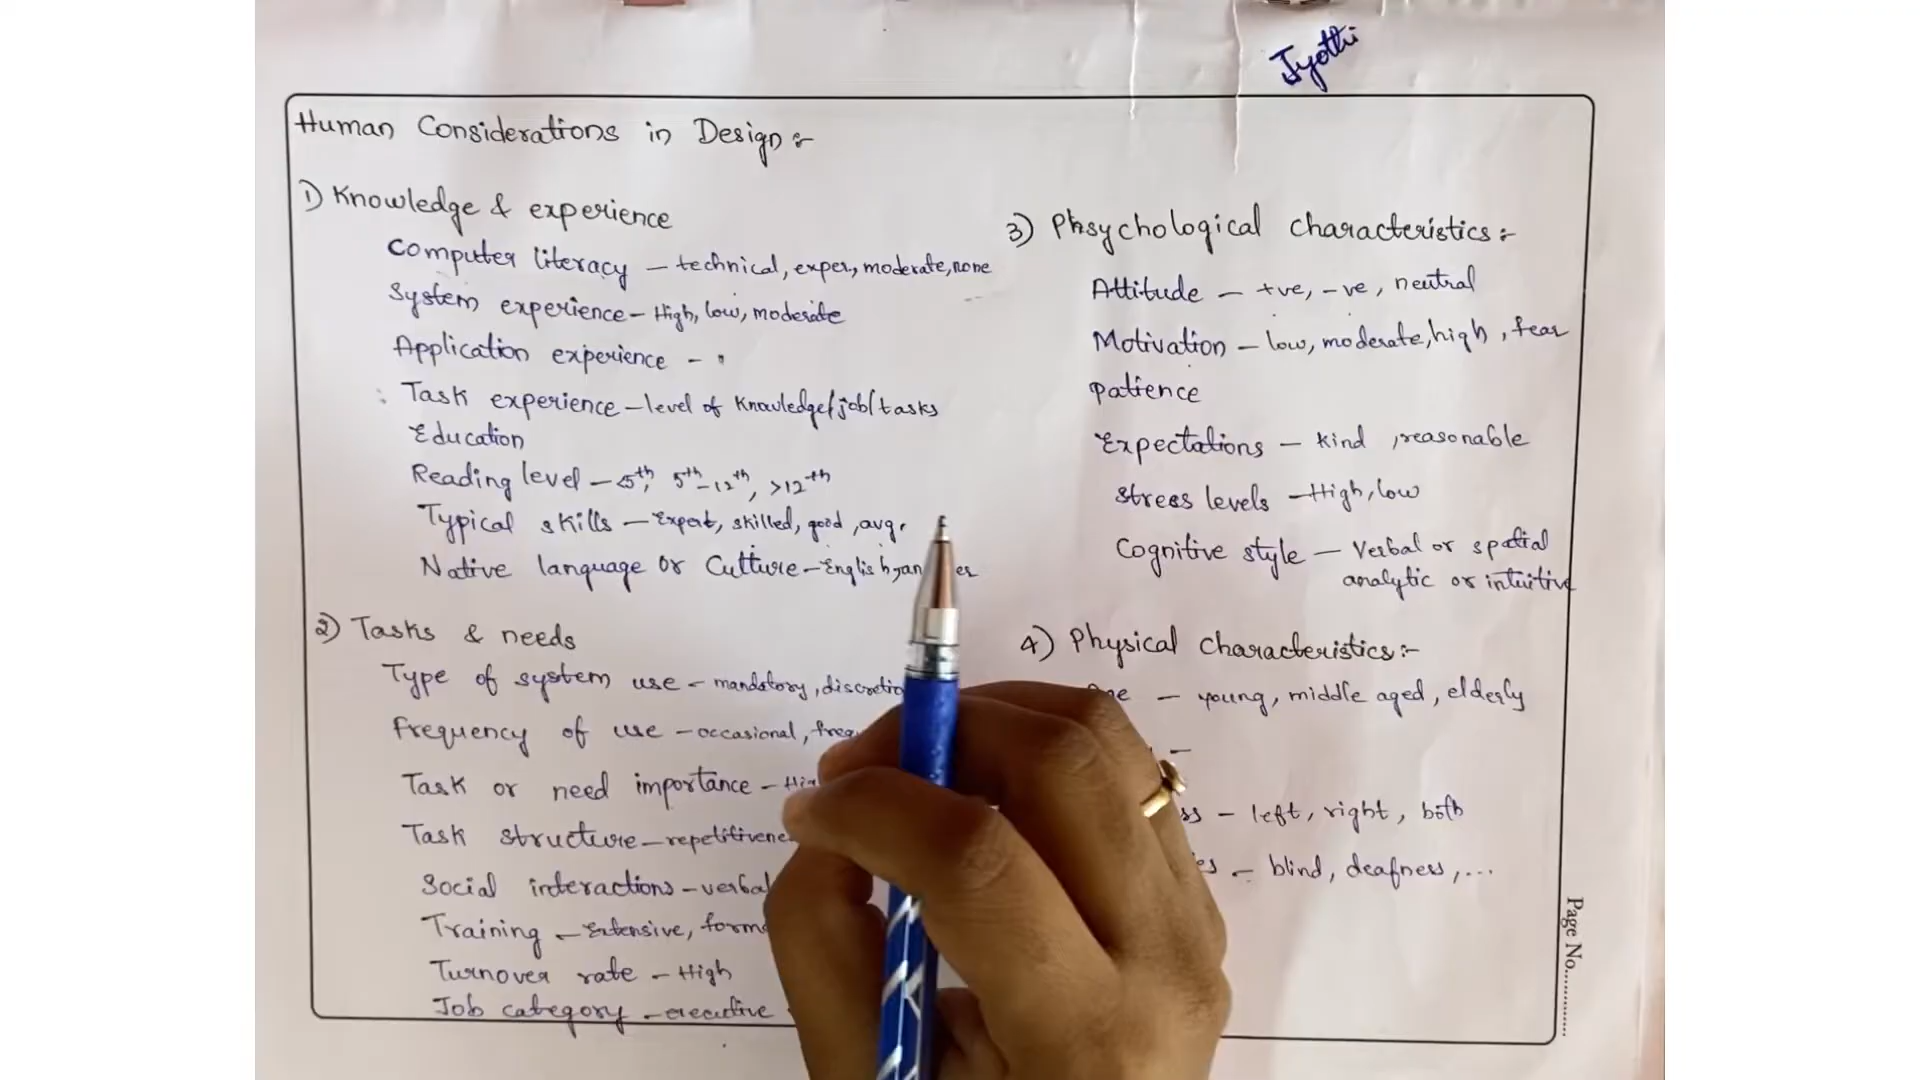 Jyothi
Human Considerations in Design:-
1) Knowledge & experience
Computer literacy – technical, exper, moderate, none
System experience – High, low, moderate
Application experience – "
Task experience – level of knowledge/job/tasks
Education
Reading level – <5th, 5th – 12th, >12th
Typical skills – Expert, skilled, good, avg.
Native language or Culture – English,
2) Tasks & needs
Type of system use – mandatory,
Frequency of use – occasional,
Task or need importance –
Task structure –
Social interactions – verbal
Training – Extensive,
Turnover rate – High
Job category – executive
3) Phsychological characteristics:-
Attitude – +ve, -ve, neutral
Motivation – low, moderate, high, fear
patience
Expectations – kind, reasonable
Stress levels – High, low
Cognitive style – Verbal or spatial
analytic or intuitive
4) Physical characteristics:-
– young, middle aged, elderly
–
– left, right, both
– blind, deafness, ...
Page No.............